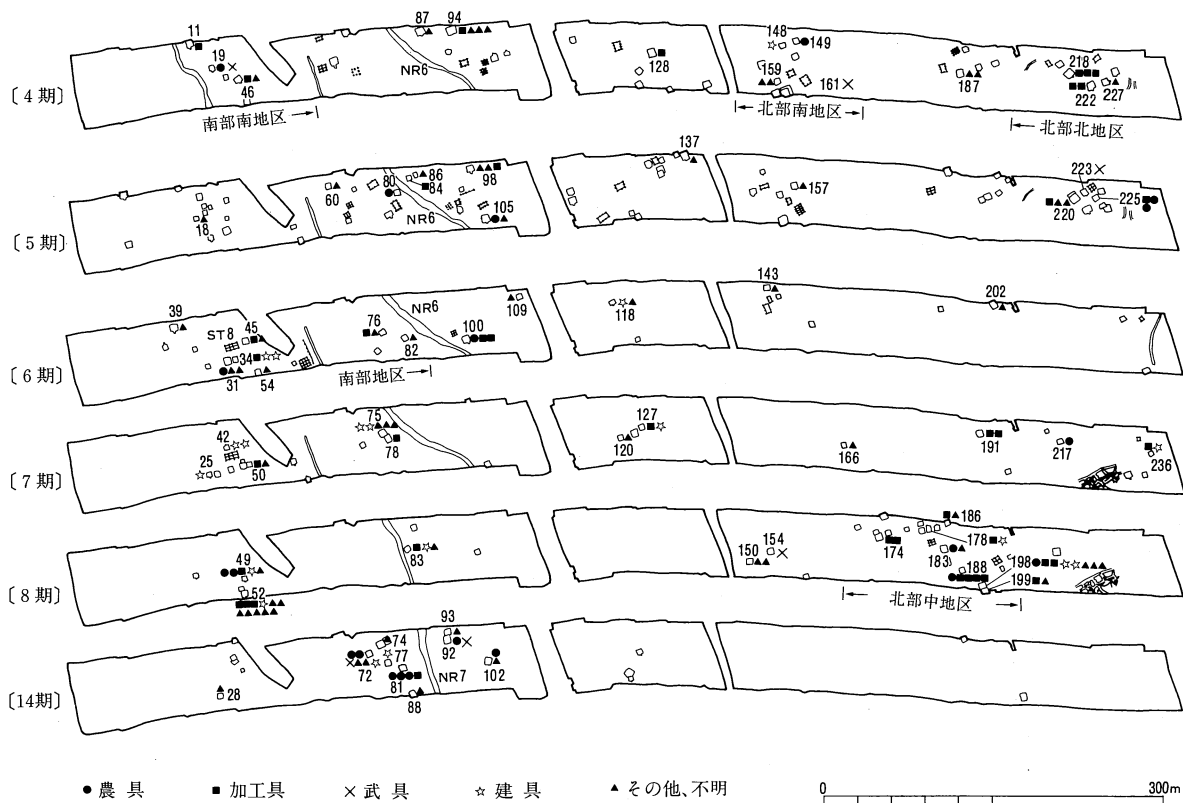 〔4期〕
11 19 46 87 94 NR6 128 148 149 159 161 187 218 222 227
南部南地区 北部南地区 北部北地区
〔5期〕
18 60 80 86 84 98 NR6 105 137 157 223 225 220
〔6期〕
39 ST8 45 34 31 54 76 NR6 82 100 109 118 143 202
南部地区
〔7期〕
42 25 50 75 78 127 120 166 191 217 236
〔8期〕
49 52 83 150 154 174 186 178 183 188 198 199
北部中地区
〔14期〕
28 72 74 77 81 88 93 92 NR7 102
農具 加工具 武具 建具 その他、不明
0 300m